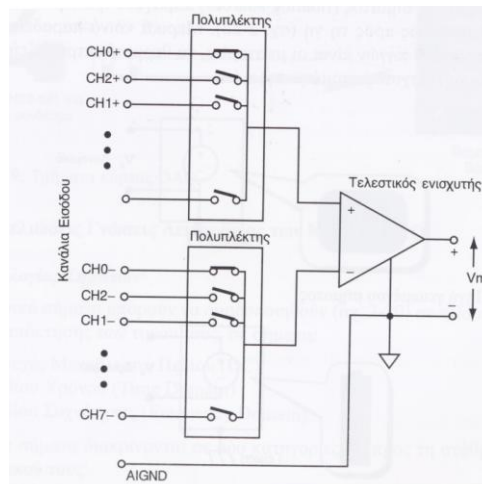 Πολυπλέκτης
CH0+
CH2+
CH1+
Κανάλια Εισόδου
Τελεστικός ενισχυτής
+
−
+
−
Vm
Πολυπλέκτης
CH0−
CH2−
CH1−
CH7−
AIGND